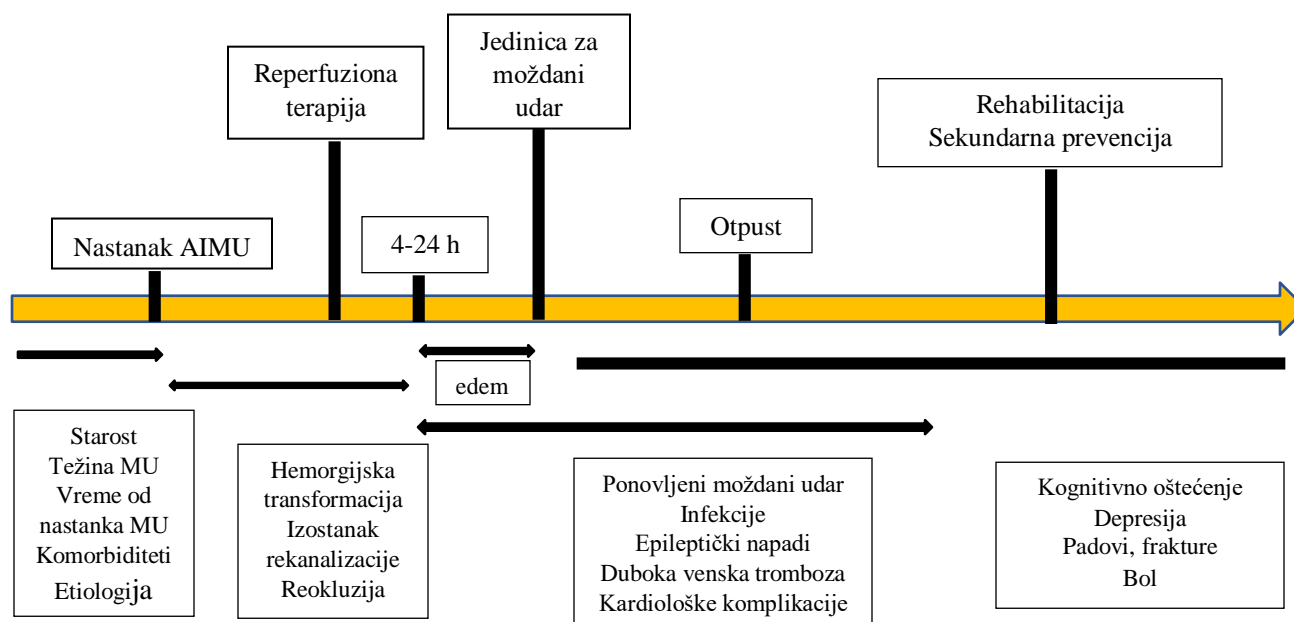 Jedinica za
moždani
udar
Reperfuziona
terapija
Rehabilitacija
Sekundarna prevencija
Nastanak AIMU
4-24 h
Otpust
edem
Starost
Težina MU
Vreme od
nastanka MU
Komorbiditeti
Etiologija
Hemorgijska
transformacija
Izostanak
rekanalizacije
Reokluzija
Ponovljeni moždani udar
Infekcije
Epileptički napadi
Duboka venska tromboza
Kardiološke komplikacije
Kognitivno oštećenje
Depresija
Padovi, frakture
Bol